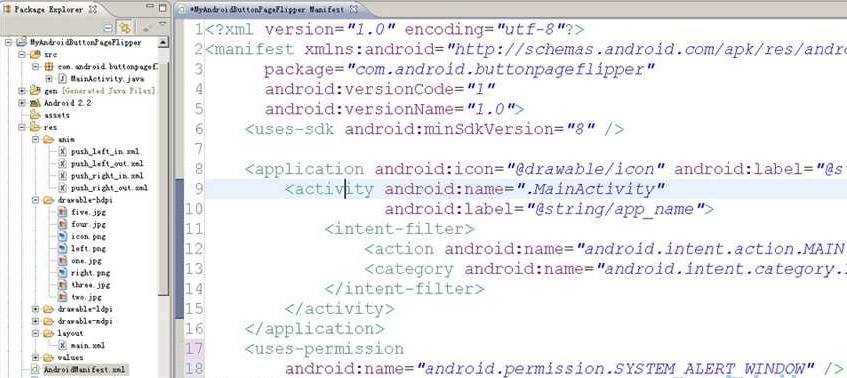 Package Explorer
MyAndroidButtonPageFlipper
src
com.android.buttonpagef
MainActivity.java
gen [Generated Java Files]
Android 2.2
assets
res
anim
push_left_in.xml
push_left_out.xml
push_right_in.xml
push_right_out.xml
drawable-hdpi
five.jpg
four.jpg
icon.png
left.png
one.jpg
right.png
three.jpg
two.jpg
drawable-ldpi
drawable-mdpi
layout
main.xml
values
AndroidManifest.xml
*MyAndroidButtonPageFlipper Manifest
1 <?xml version="1.0" encoding="utf-8"?>
2 <manifest xmlns:android="http://schemas.android.com/apk/res/andro
3 package="com.android.buttonpageflipper"
4 android:versionCode="1"
5 android:versionName="1.0">
6 <uses-sdk android:minSdkVersion="8" />
7
8 <application android:icon="@drawable/icon" android:label="@st
9 <activity android:name=".MainActivity"
10 android:label="@string/app_name">
11 <intent-filter>
12 <action android:name="android.intent.action.MAIN
13 <category android:name="android.intent.category.
14 </intent-filter>
15 </activity>
16 </application>
17 <uses-permission
18 android:name="android.permission.SYSTEM_ALERT_WINDOW" />